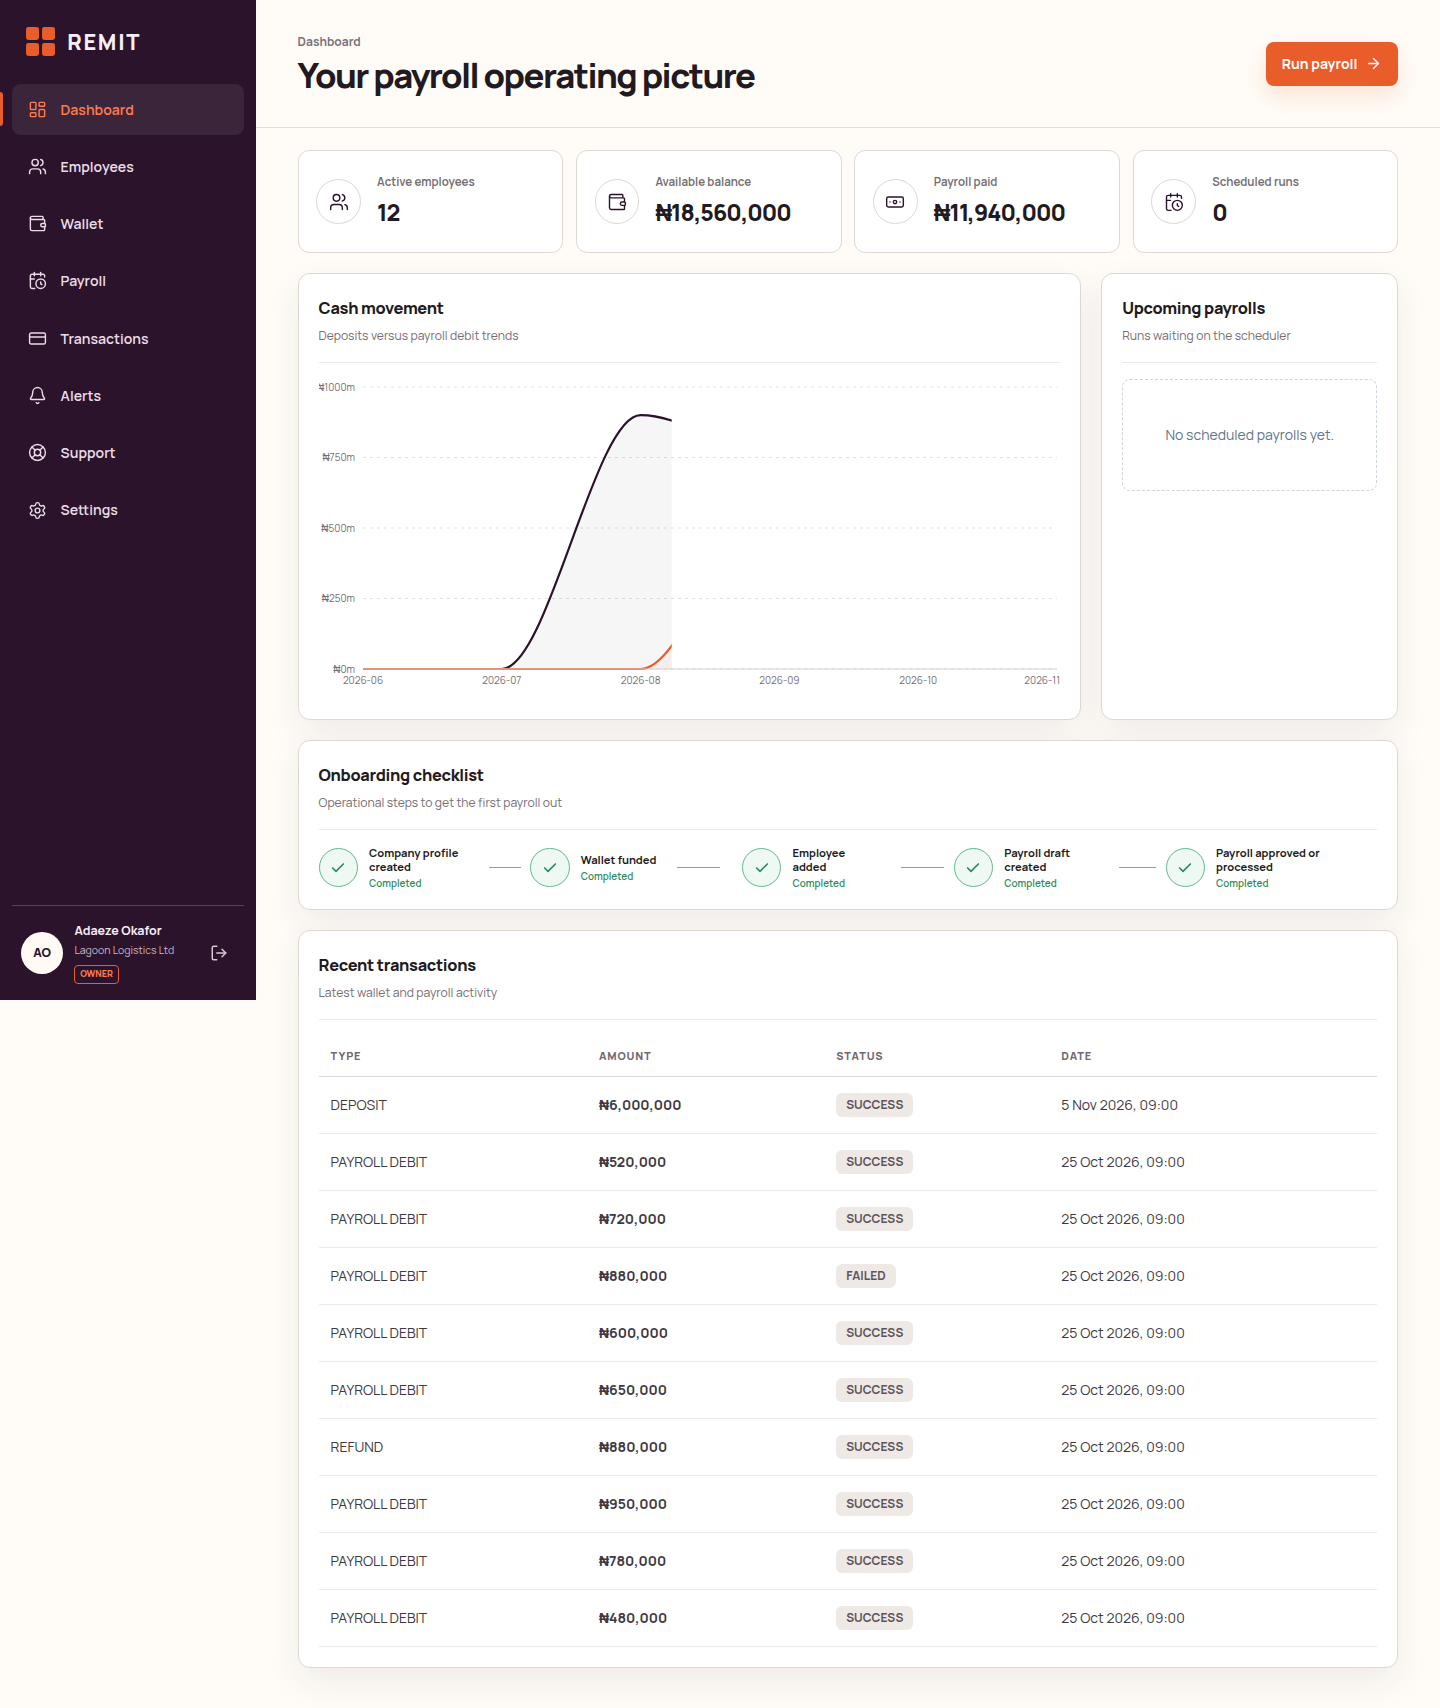 REMIT
Dashboard
Employees
Wallet
Payroll
Transactions
Alerts
Support
Settings
AO
Adaeze Okafor
Lagoon Logistics Ltd
OWNER
Dashboard
Your payroll operating picture
Run payroll
Active employees
12
Available balance
₦18,560,000
Payroll paid
₦11,940,000
Scheduled runs
0
Cash movement
Deposits versus payroll debit trends
₦1000m
₦750m
₦500m
₦250m
₦0m
2026-06 2026-07 2026-08 2026-09 2026-10 2026-11
Upcoming payrolls
Runs waiting on the scheduler
No scheduled payrolls yet.
Onboarding checklist
Operational steps to get the first payroll out
Company profile
created
Completed
Wallet funded
Completed
Employee
added
Completed
Payroll draft
created
Completed
Payroll approved or
processed
Completed
Recent transactions
Latest wallet and payroll activity
TYPE AMOUNT STATUS DATE
DEPOSIT ₦6,000,000 SUCCESS 5 Nov 2026, 09:00
PAYROLL DEBIT ₦520,000 SUCCESS 25 Oct 2026, 09:00
PAYROLL DEBIT ₦720,000 SUCCESS 25 Oct 2026, 09:00
PAYROLL DEBIT ₦880,000 FAILED 25 Oct 2026, 09:00
PAYROLL DEBIT ₦600,000 SUCCESS 25 Oct 2026, 09:00
PAYROLL DEBIT ₦650,000 SUCCESS 25 Oct 2026, 09:00
REFUND ₦880,000 SUCCESS 25 Oct 2026, 09:00
PAYROLL DEBIT ₦950,000 SUCCESS 25 Oct 2026, 09:00
PAYROLL DEBIT ₦780,000 SUCCESS 25 Oct 2026, 09:00
PAYROLL DEBIT ₦480,000 SUCCESS 25 Oct 2026, 09:00